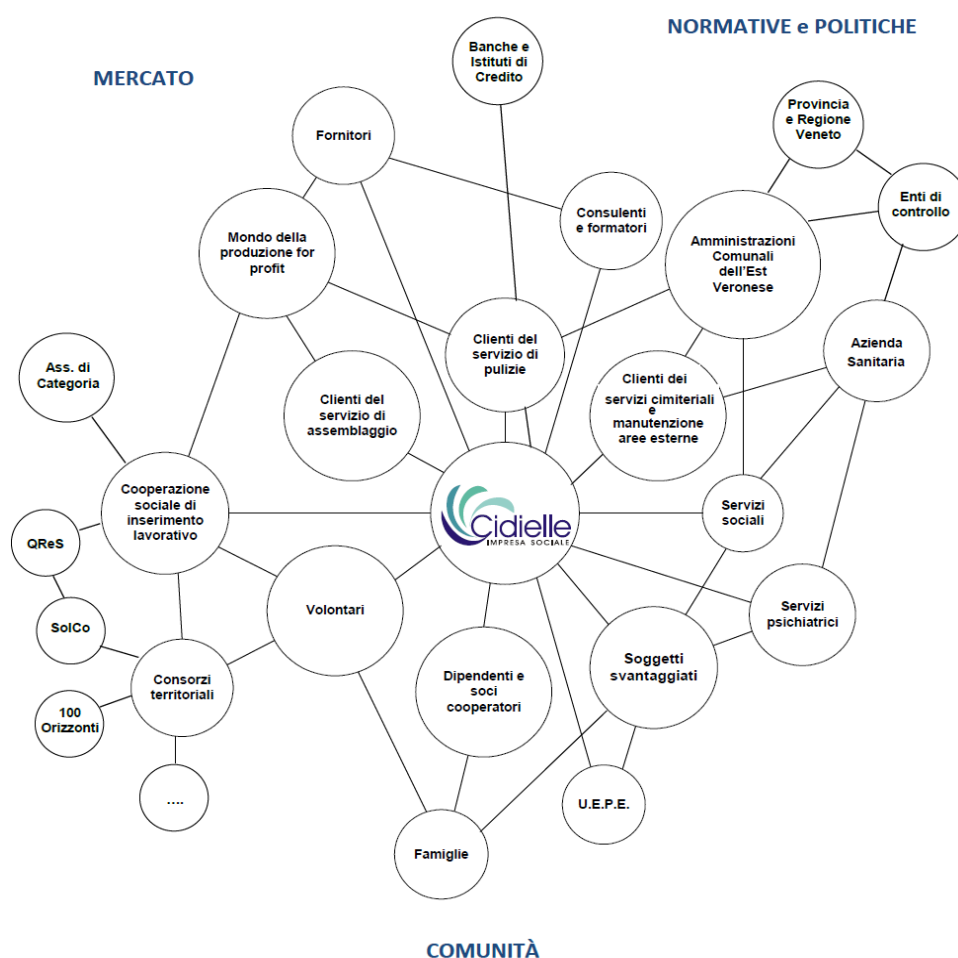 NORMATIVE e POLITICHE
MERCATO
Banche e
Istituti di
Credito
Provincia
e Regione
Veneto
Fornitori
Enti di
controllo
Consulenti
e formatori
Mondo della
produzione for
profit
Amministrazioni
Comunali
dell'Est
Veronese
Clienti del
servizio di
pulizie
Azienda
Sanitaria
Ass. di
Categoria
Clienti del
servizio di
assemblaggio
Clienti dei
servizi cimiteriali
e
manutenzione
aree esterne
Cooperazione
sociale di
inserimento
lavorativo
Cidielle
IMPRESA SOCIALE
Servizi
sociali
QReS
Volontari
Servizi
psichiatrici
SolCo
Consorzi
territoriali
Dipendenti e
soci
cooperatori
Soggetti
svantaggiati
100
Orizzonti
....
U.E.P.E.
Famiglie
COMUNITÀ